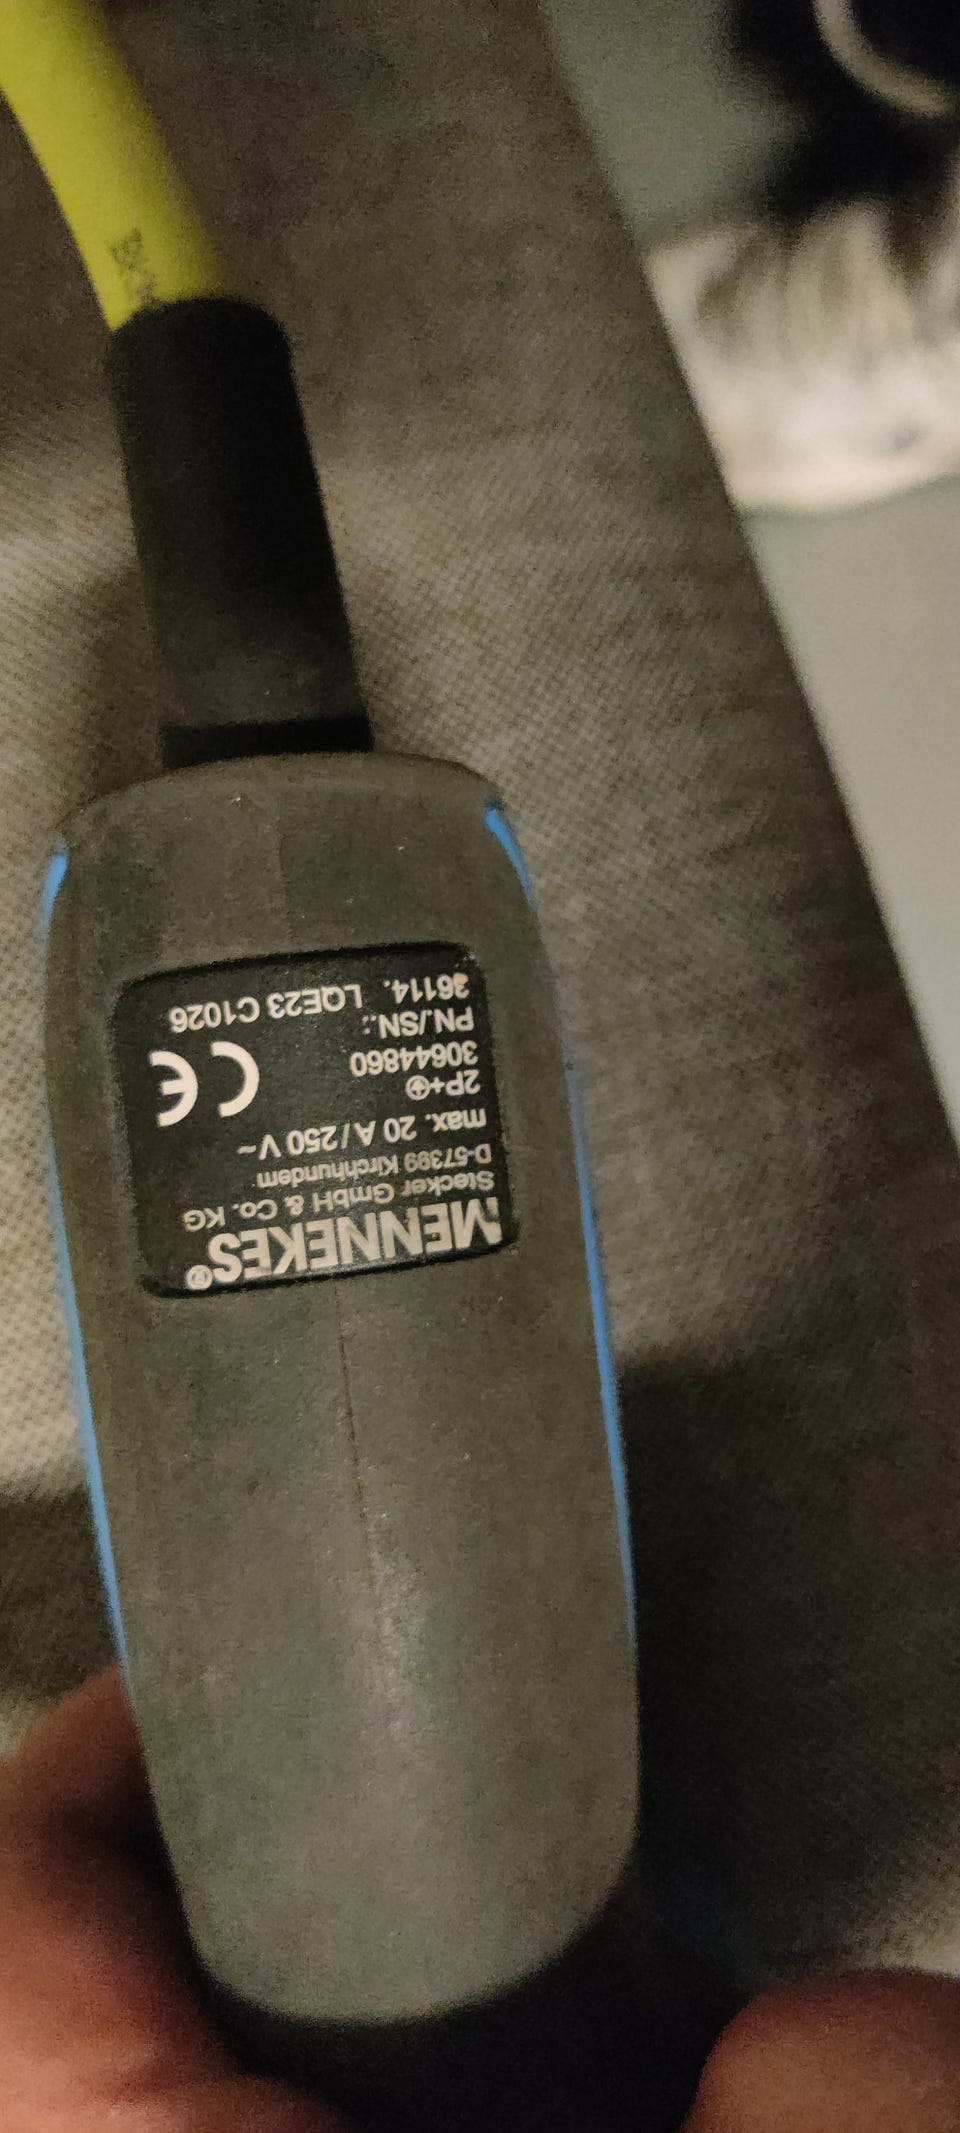 MENNEKES®
Stecker GmbH & Co. KG
D-57399 Kirchhundem
max. 20 A/250 V~
2P+⏚
30644860
PN./SN.:
36114. LQE23 C1026
CE